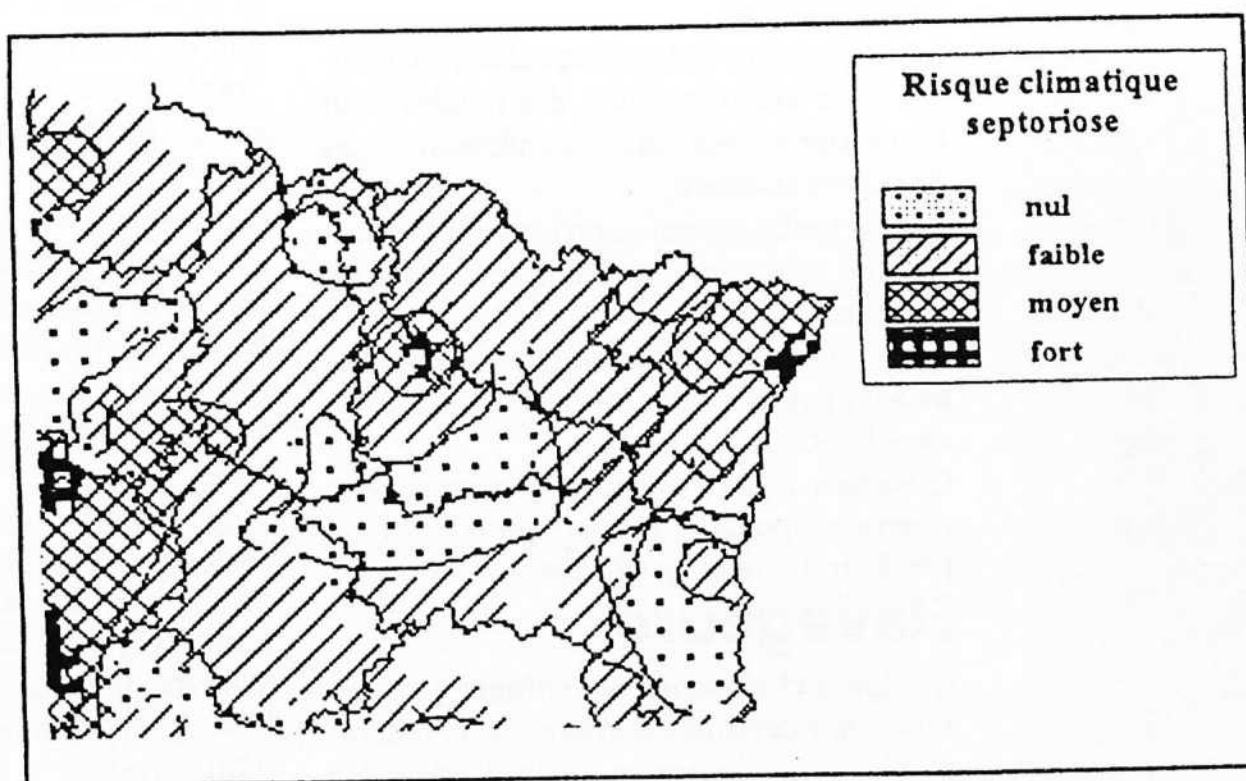 Risque climatique
septoriose
nul
faible
moyen
fort